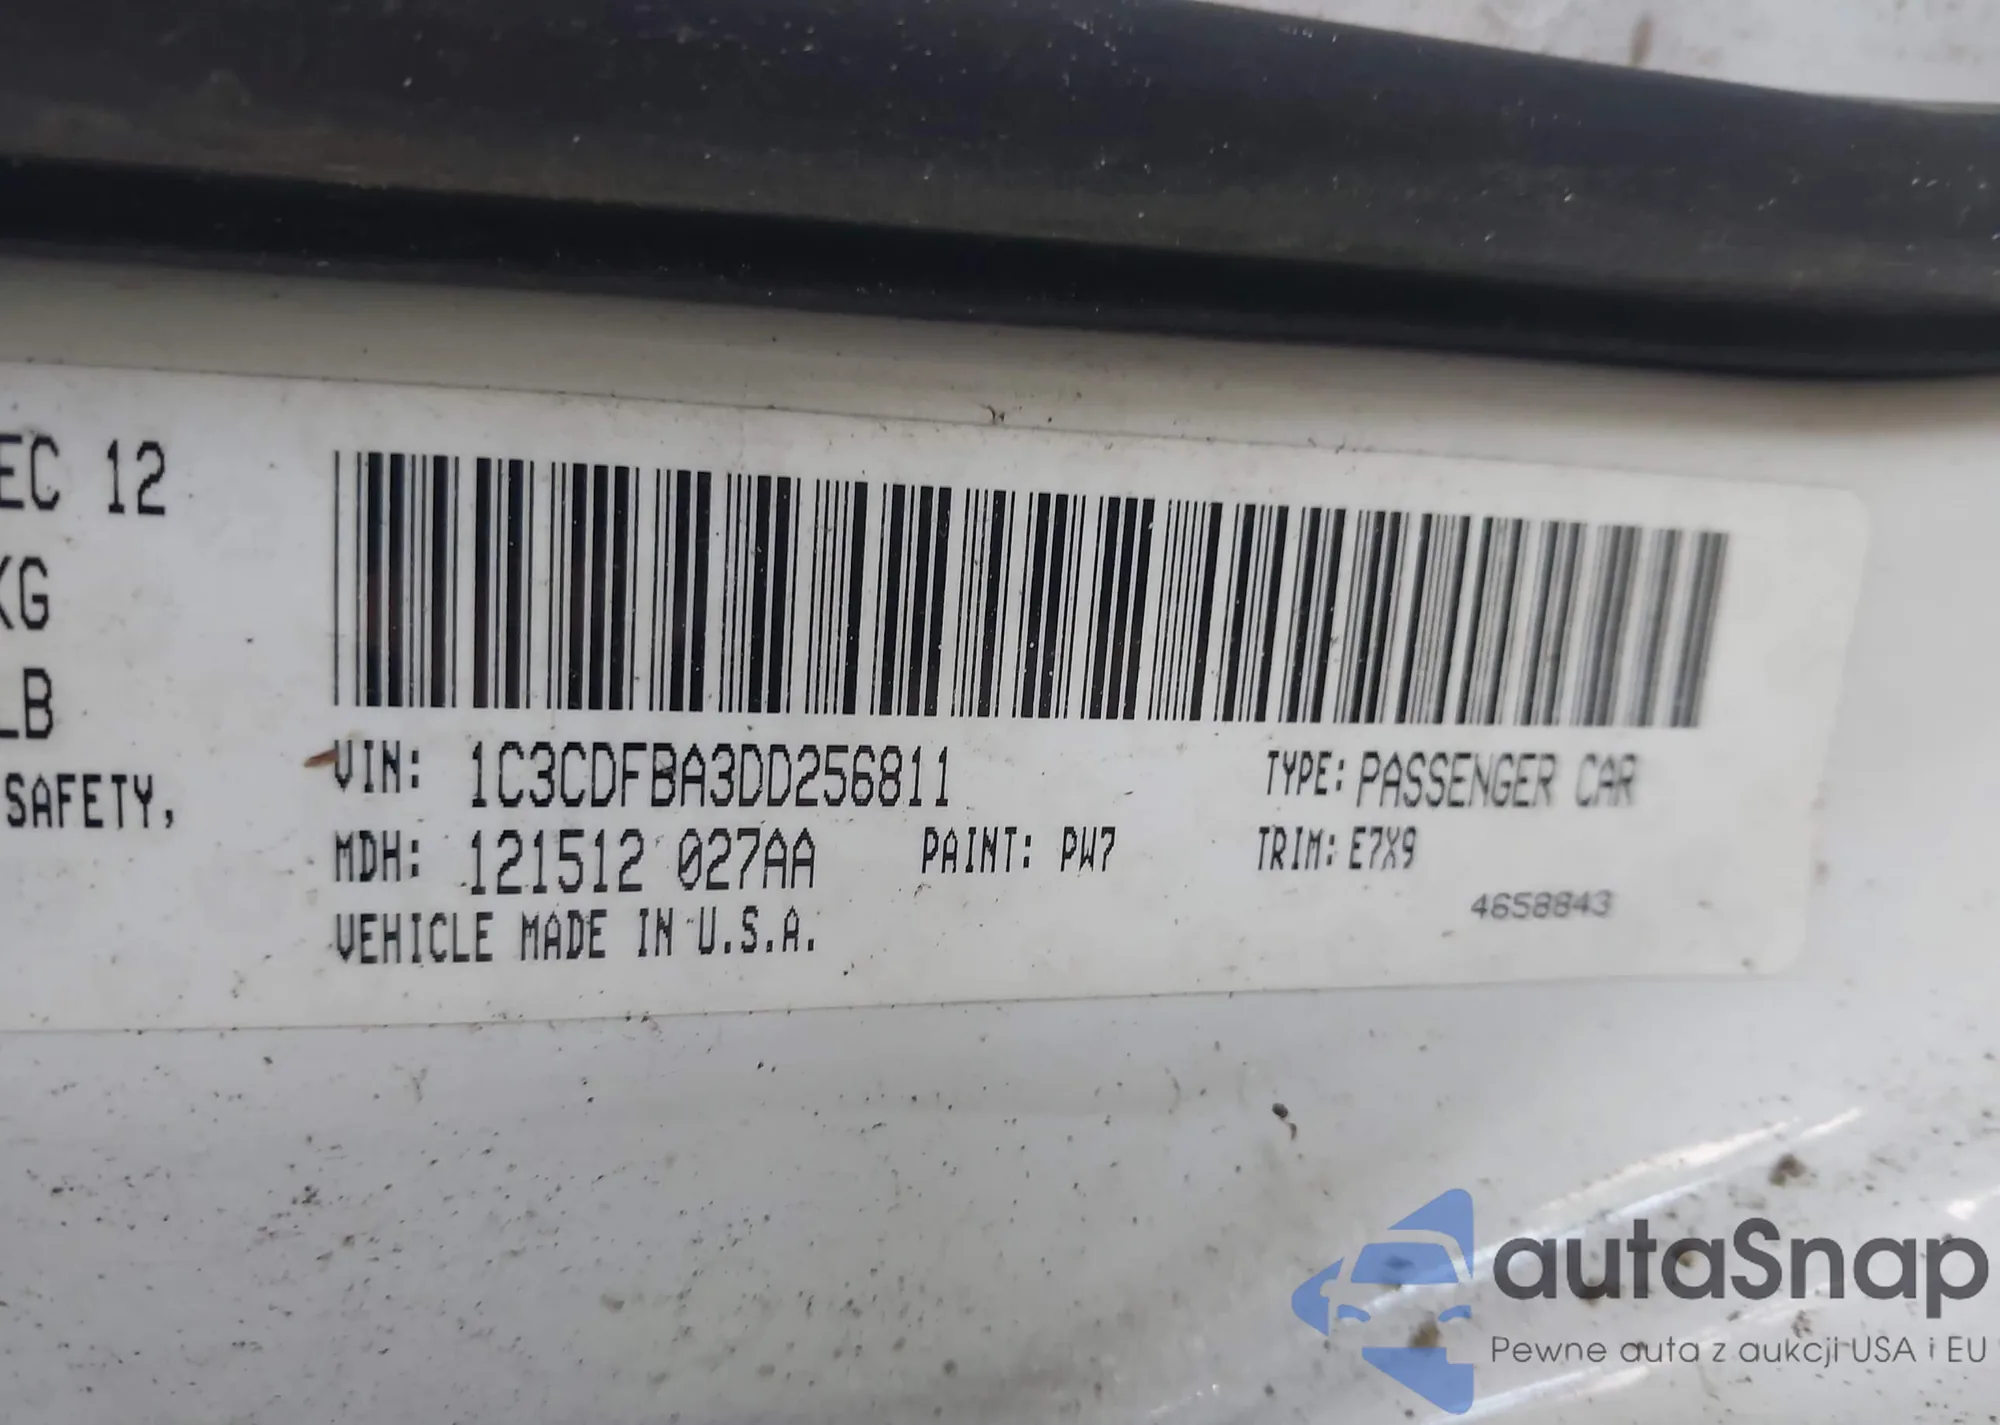 EC 12
KG
LB
SAFETY,
VIN: 1C3CDFBA3DD256811
TYPE: PASSENGER CAR
MDH: 121512 027AA
PAINT: PW7
TRIM: E7X9
VEHICLE MADE IN U.S.A.
4658843
autaSnap
Pewne auta z aukcji USA i EU